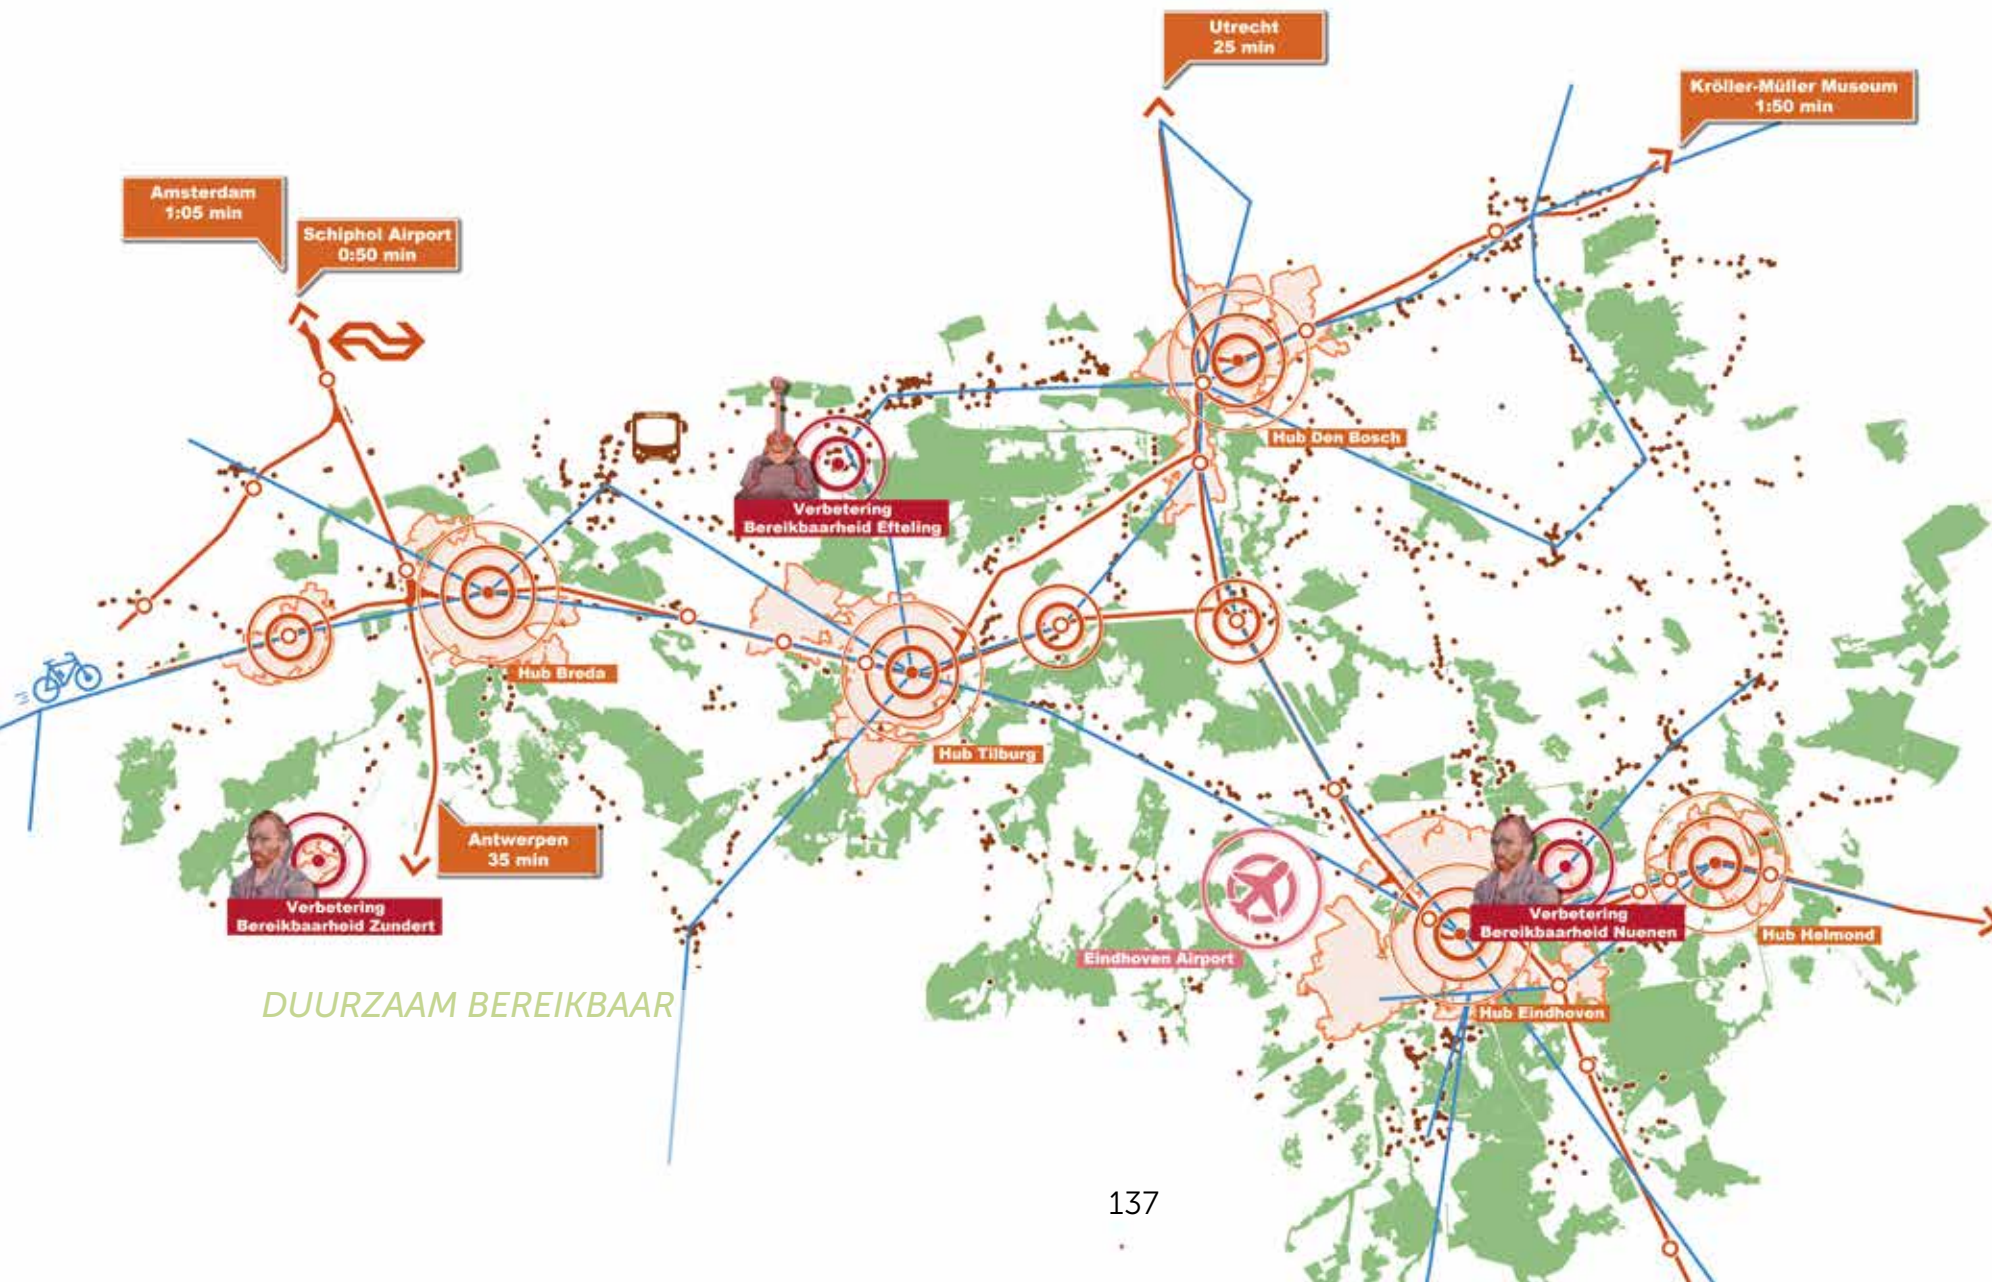 Utrecht
25 min
Kröller-Müller Museum
1:50 min
Amsterdam
1:05 min
Schiphol Airport
0:50 min
Hub Den Bosch
Verbetering
Bereikbaarheid Efteling
Hub Breda
Hub Tilburg
Antwerpen
35 min
Verbetering
Bereikbaarheid Zundert
Verbetering
Bereikbaarheid Nuenen
Hub Helmond
Eindhoven Airport
Hub Eindhoven
DUURZAAM BEREIKBAAR
137